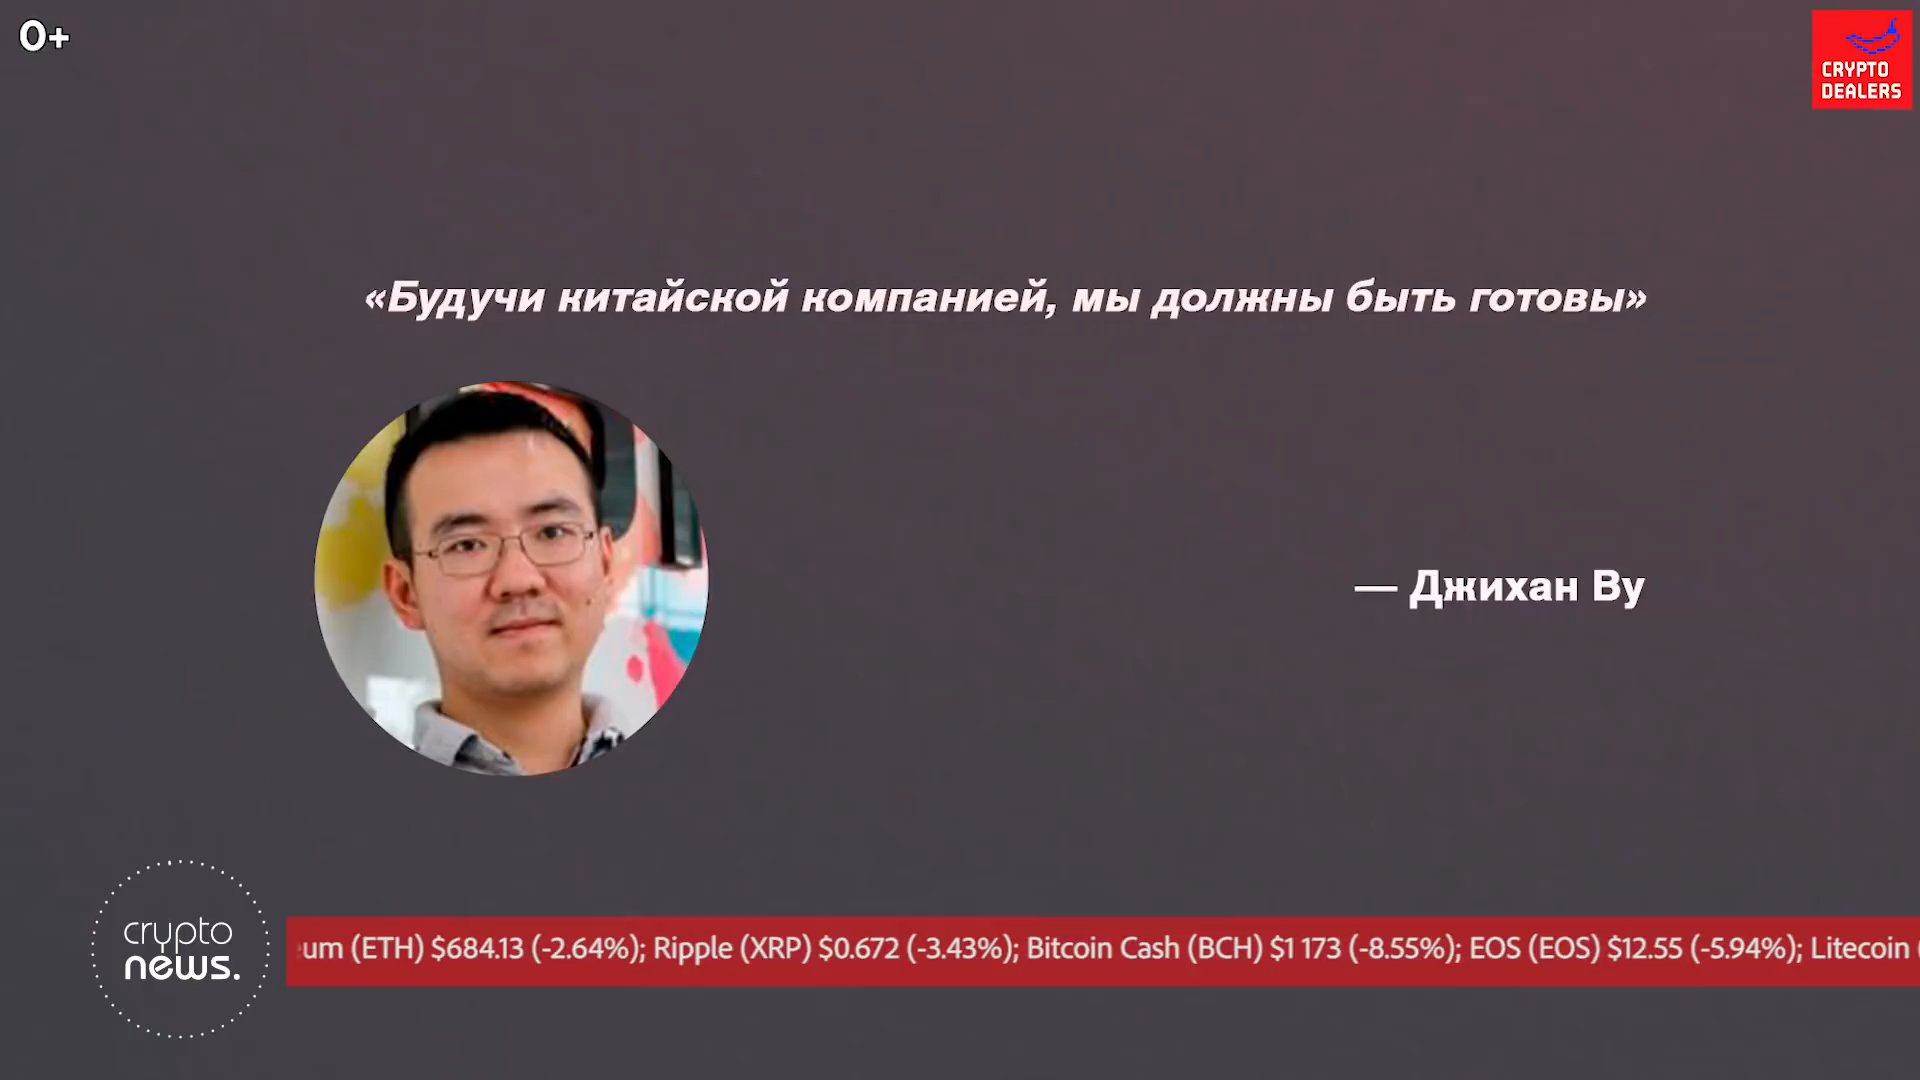 0+
CRYPTO
DEALERS
«Будучи китайской компанией, мы должны быть готовы»
— Джихан Ву
crypto
news.
um (ETH) $684.13 (-2.64%); Ripple (XRP) $0.672 (-3.43%); Bitcoin Cash (BCH) $1 173 (-8.55%); EOS (EOS) $12.55 (-5.94%); Litecoin (